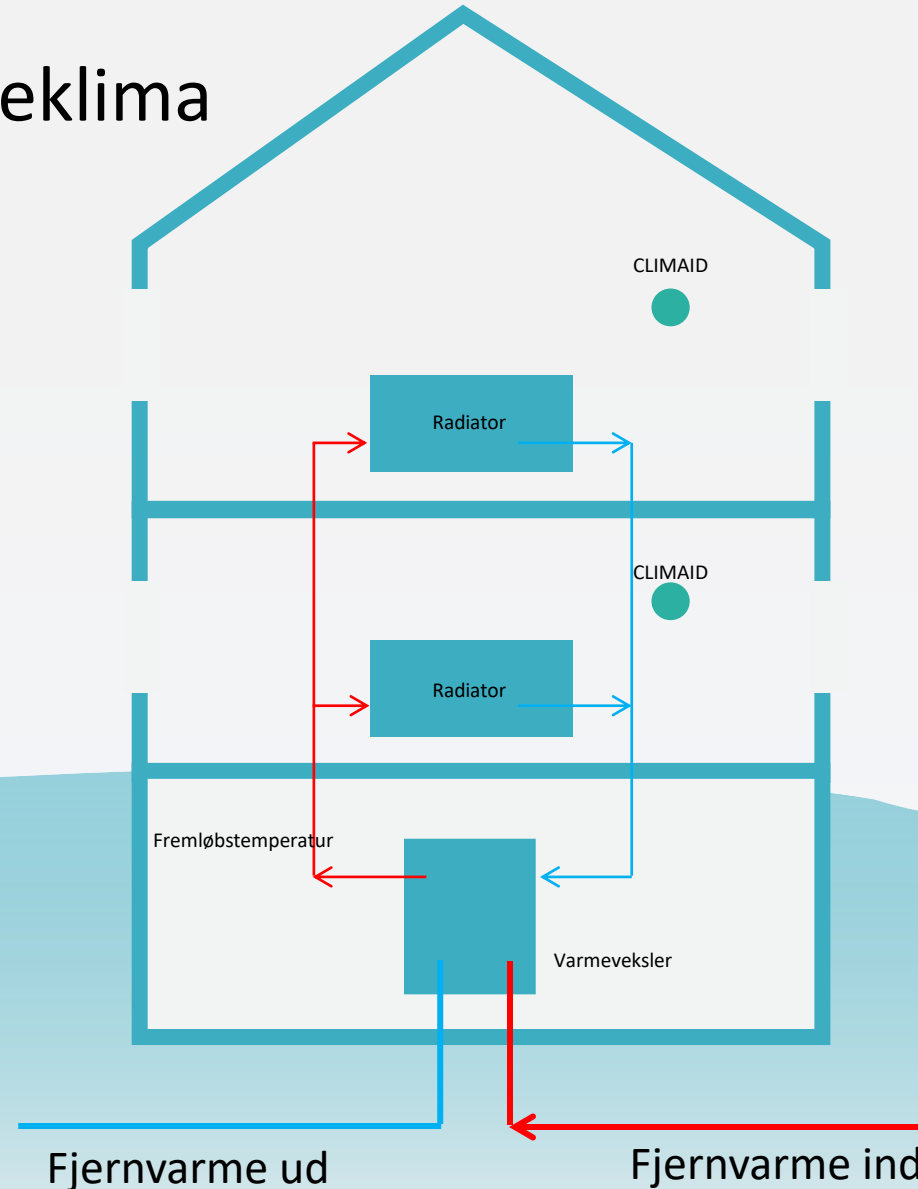 eklima
CLIMAID
Radiator
CLIMAID
Radiator
Fremløbstemperatur
Varmeveksler
Fjernvarme ud
Fjernvarme ind